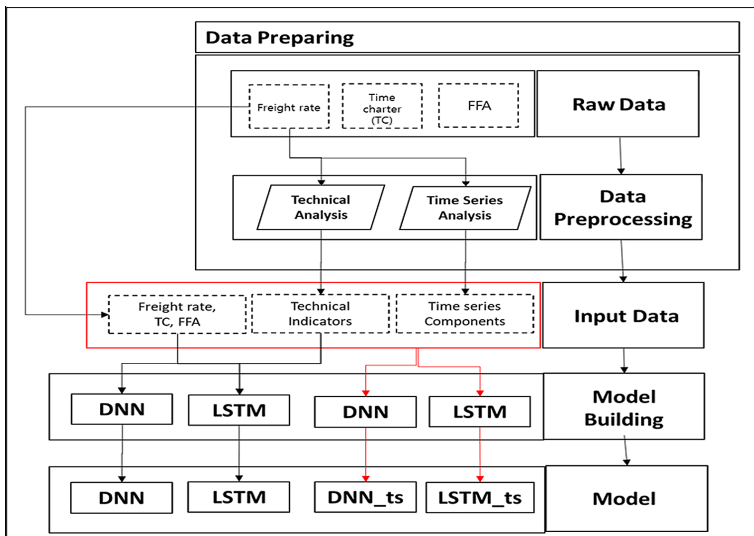 Data Preparing
Freight rate
Time
charter
(TC)
FFA
Raw Data
Technical
Analysis
Time Series
Analysis
Data
Preprocessing
Freight rate,
TC, FFA
Technical
Indicators
Time series
Components
Input Data
DNN
LSTM
DNN
LSTM
Model
Building
DNN
LSTM
DNN_ts
LSTM_ts
Model